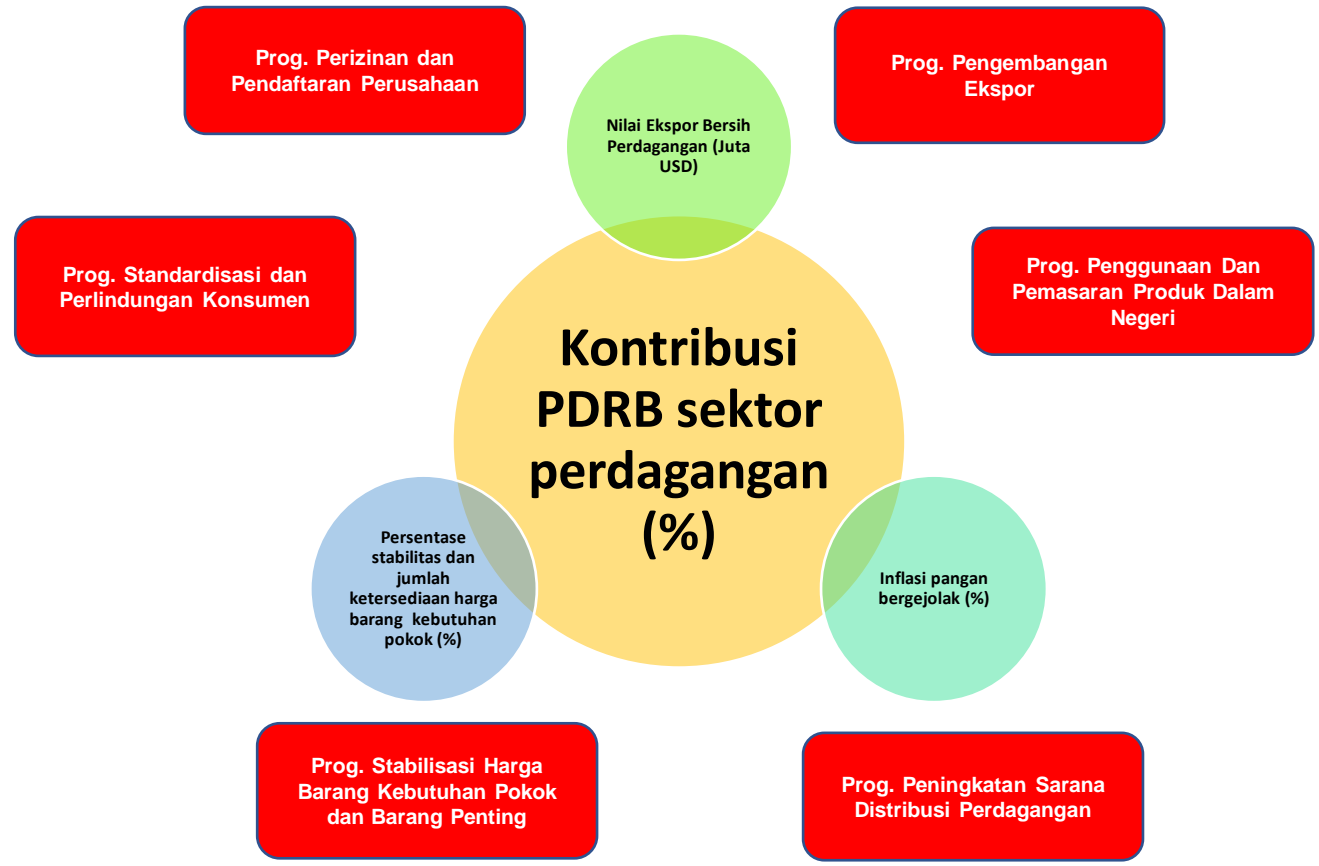 Prog. Perizinan dan
Pendaftaran Perusahaan
Prog. Pengembangan
Ekspor
Nilai Ekspor Bersih
Perdagangan (Juta
USD)
Prog. Standardisasi dan
Perlindungan Konsumen
Prog. Penggunaan Dan
Pemasaran Produk Dalam
Negeri
Kontribusi
PDRB sektor
perdagangan
(%)
Persentase
stabilitas dan
jumlah
ketersediaan harga
barang kebutuhan
pokok (%)
Inflasi pangan
bergejolak (%)
Prog. Stabilisasi Harga
Barang Kebutuhan Pokok
dan Barang Penting
Prog. Peningkatan Sarana
Distribusi Perdagangan